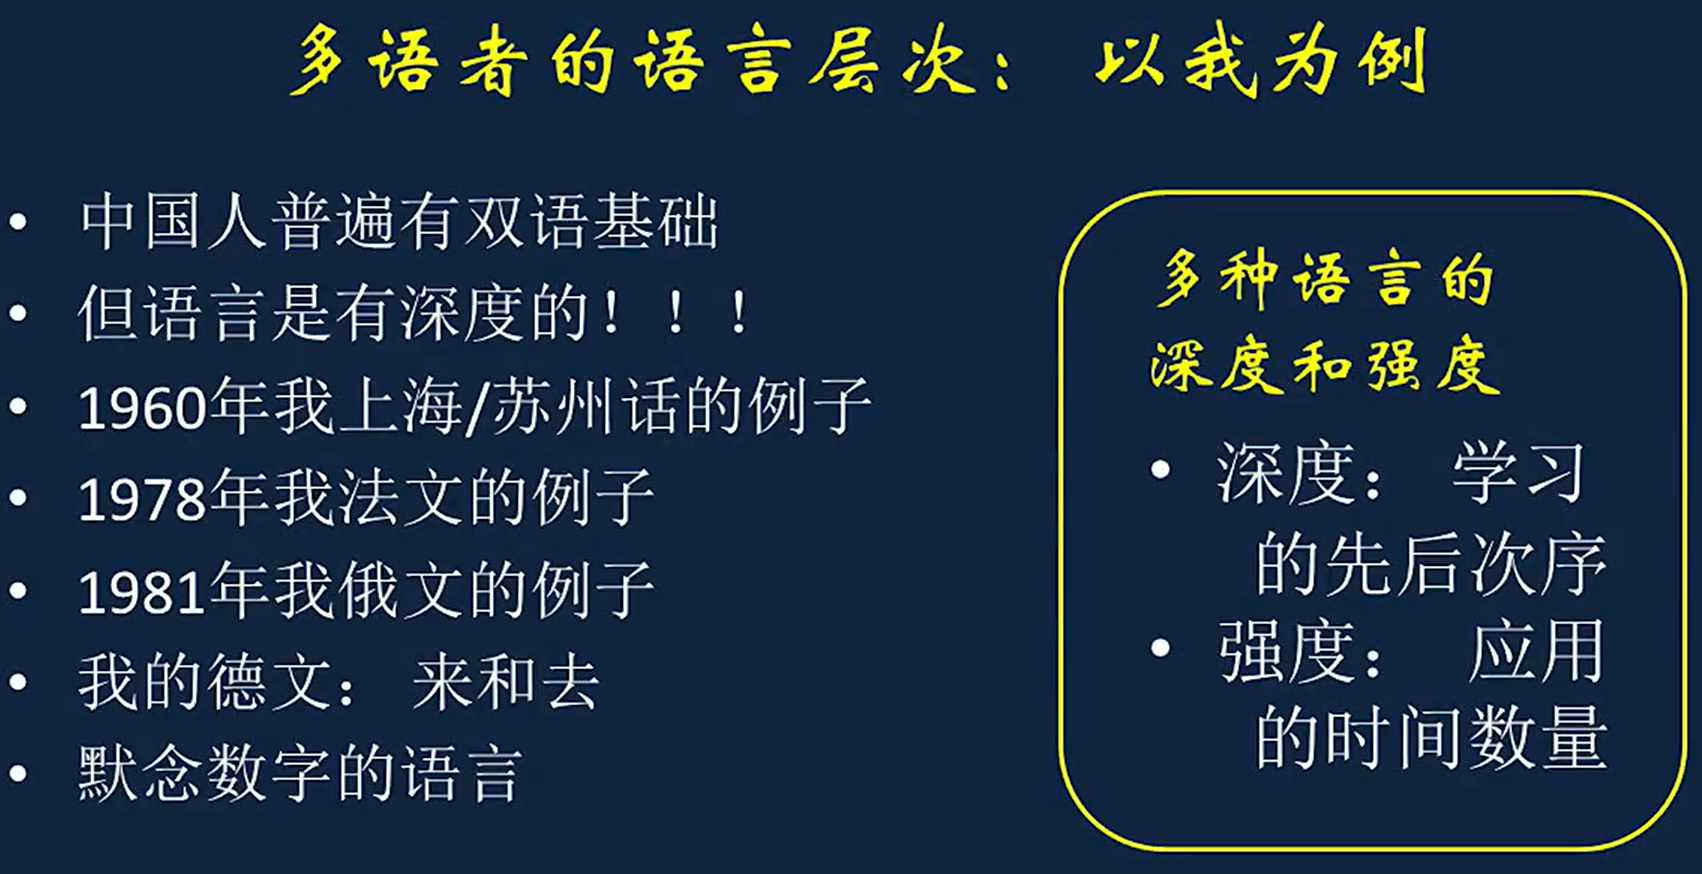 多语者的语言层次： 以我为例
• 中国人普遍有双语基础
• 但语言是有深度的！！！
• 1960年我上海/苏州话的例子
• 1978年我法文的例子
• 1981年我俄文的例子
• 我的德文： 来和去
• 默念数字的语言
多种语言的
深度和强度
• 深度： 学习
的先后次序
• 强度： 应用
的时间数量